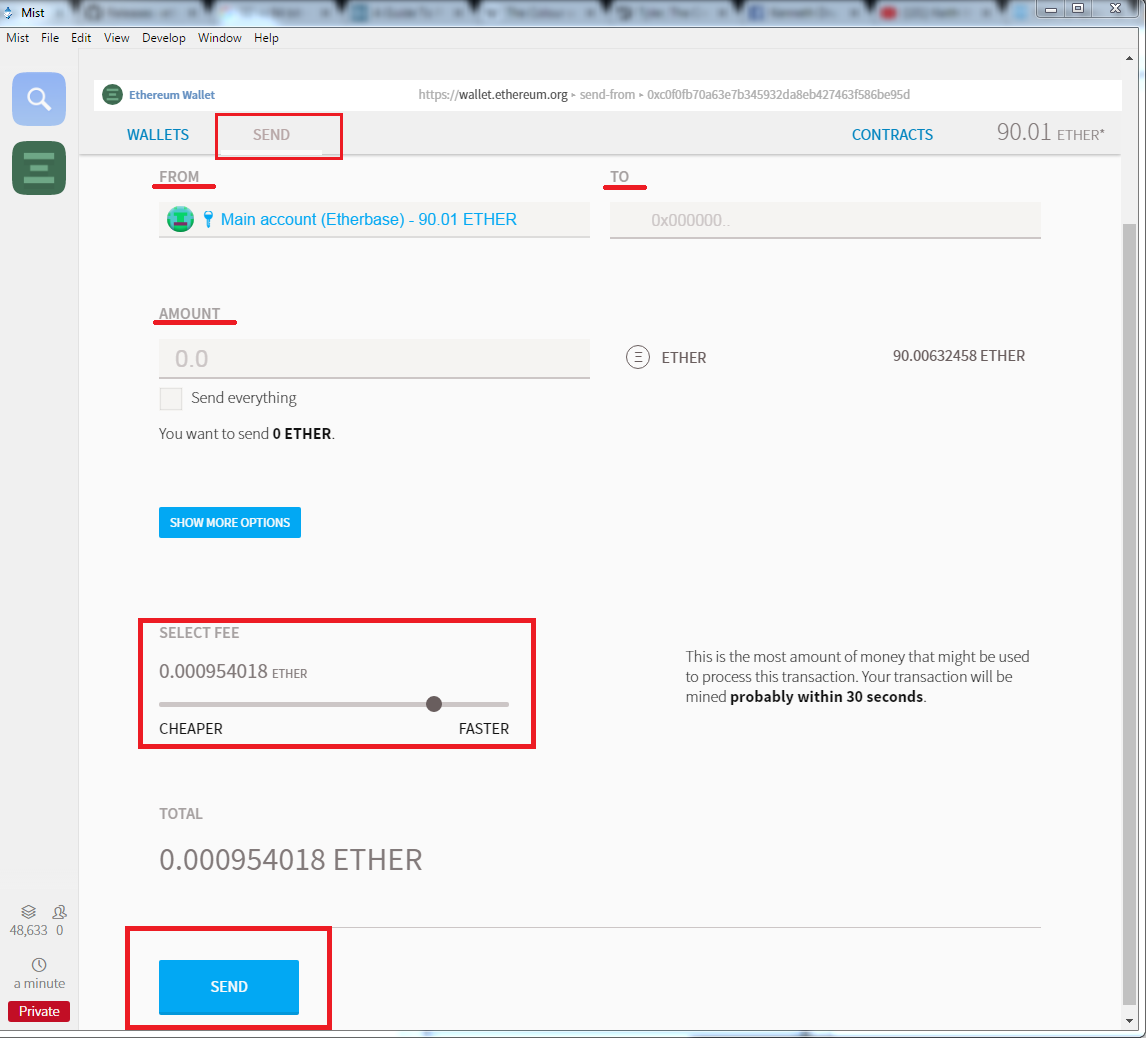 Mist
Mist File Edit View Develop Window Help
Ethereum Wallet https://wallet.ethereum.org ▸ send-from ▸ 0xc0f0fb70a63e7b345932da8eb427463f586be95d
WALLETS SEND CONTRACTS 90.01 ETHER*
FROM TO
Main account (Etherbase) - 90.01 ETHER 0x000000..
AMOUNT
0.0 ETHER 90.00632458 ETHER
Send everything
You want to send 0 ETHER.
SHOW MORE OPTIONS
SELECT FEE
0.000954018 ETHER
CHEAPER FASTER
This is the most amount of money that might be used
to process this transaction. Your transaction will be
mined probably within 30 seconds.
TOTAL
0.000954018 ETHER
SEND
48,633 0
a minute
Private